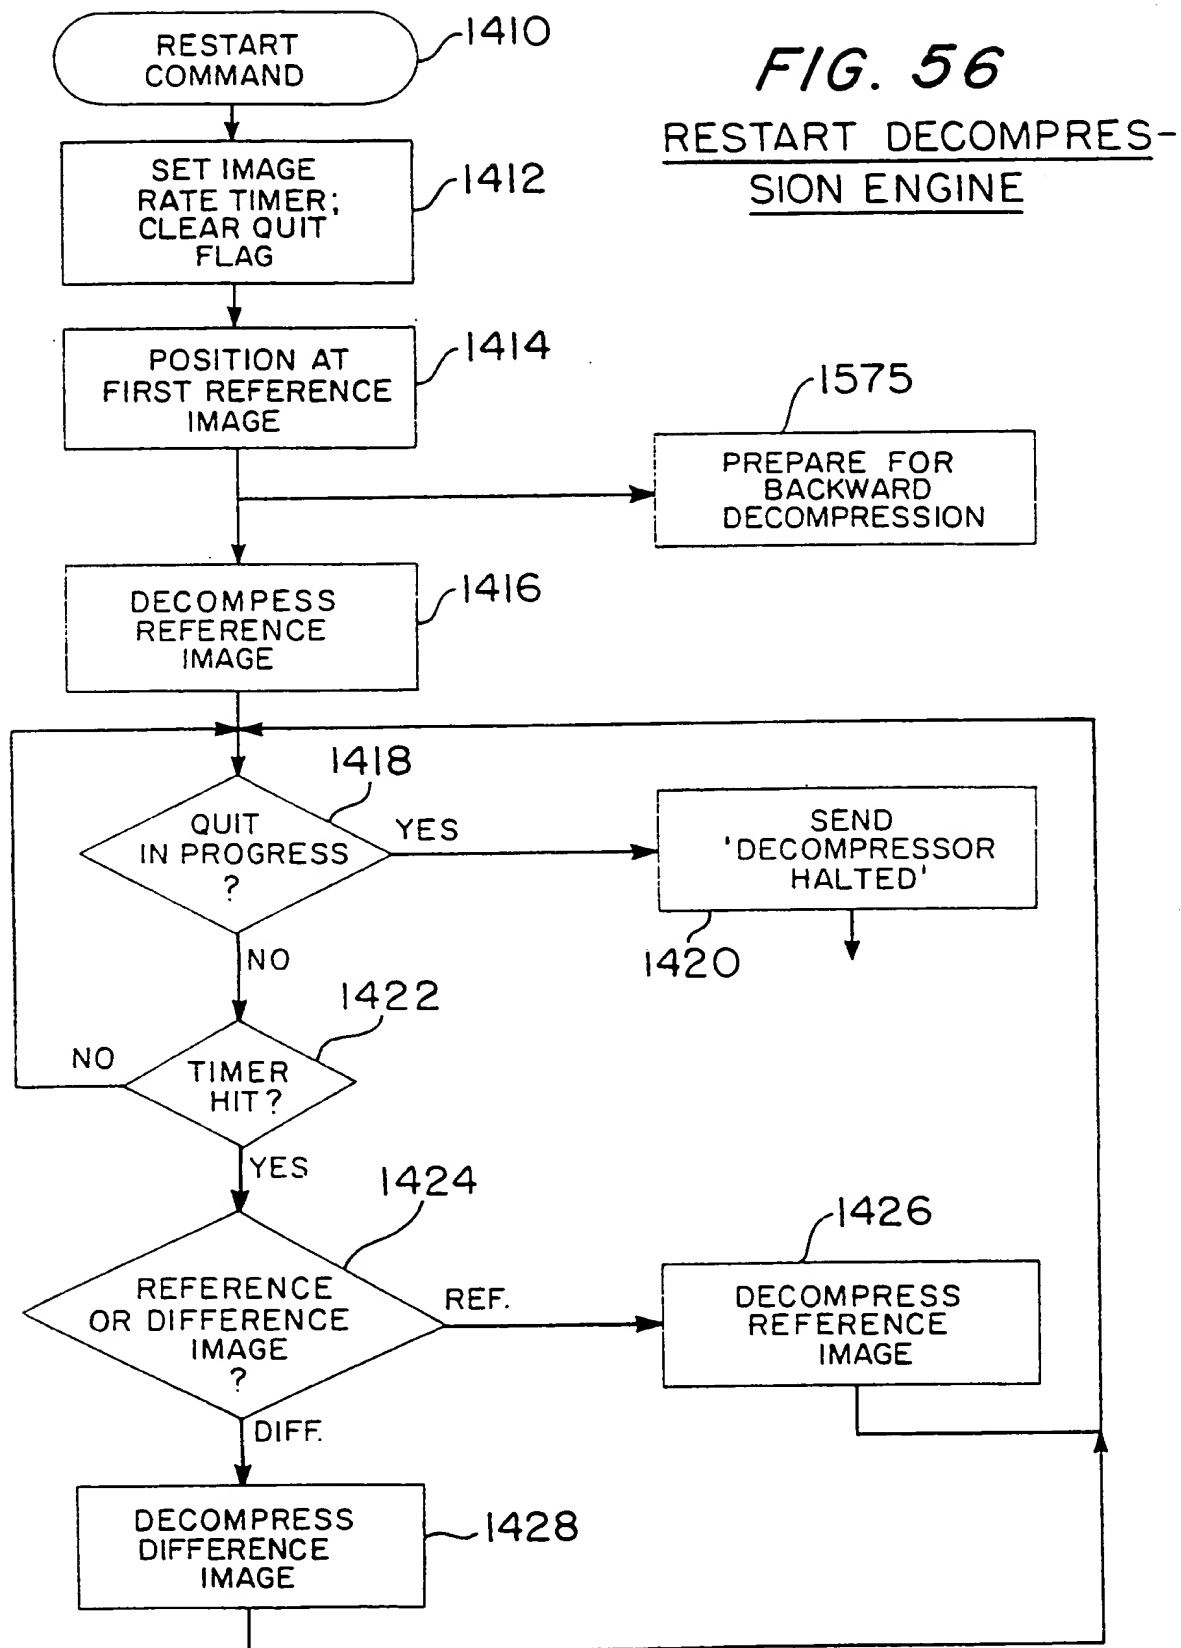 RESTART
COMMAND
1410
FIG. 56
RESTART DECOMPRES-
SION ENGINE
SET IMAGE
RATE TIMER;
CLEAR QUIT
FLAG
1412
POSITION AT
FIRST REFERENCE
IMAGE
1414
1575
PREPARE FOR
BACKWARD
DECOMPRESSION
DECOMPESS
REFERENCE
IMAGE
1416
1418
QUIT
IN PROGRESS
?
YES
SEND
'DECOMPRESSOR
HALTED'
1420
NO
1422
NO
TIMER
HIT?
YES
1424
REFERENCE
OR DIFFERENCE
IMAGE
?
REF.
1426
DECOMPRESS
REFERENCE
IMAGE
DIFF.
DECOMPRESS
DIFFERENCE
IMAGE
1428